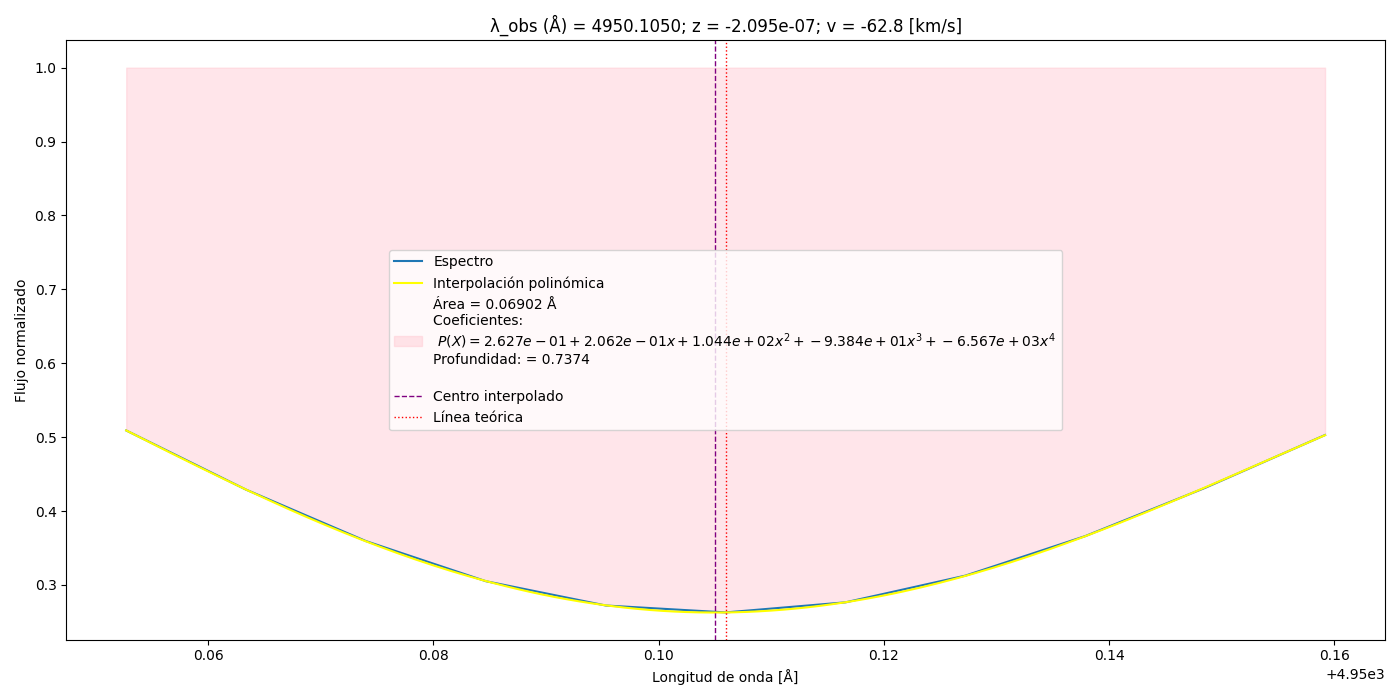 λ_obs (Å) = 4950.1050; z = -2.095e-07; v = -62.8 [km/s]
Flujo normalizado
1.0
0.9
0.8
0.7
0.6
0.5
0.4
0.3
Espectro
Interpolación polinómica
Área = 0.06902 Å
Coeficientes:
P(X) = 2.627e − 01 + 2.062e − 01x + 1.044e + 02x² + −9.384e + 01x³ + −6.567e + 03x⁴
Profundidad: = 0.7374
Centro interpolado
Línea teórica
0.06 0.08 0.10 0.12 0.14 0.16
+4.95e3
Longitud de onda [Å]